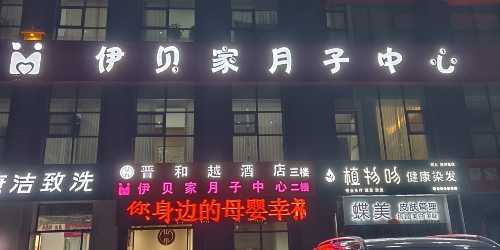 伊贝家月子中心
晋和越酒店三楼
伊贝家月子中心二楼
你身边的母婴幸
洁致洗
植物吻 健康染发
蝶美